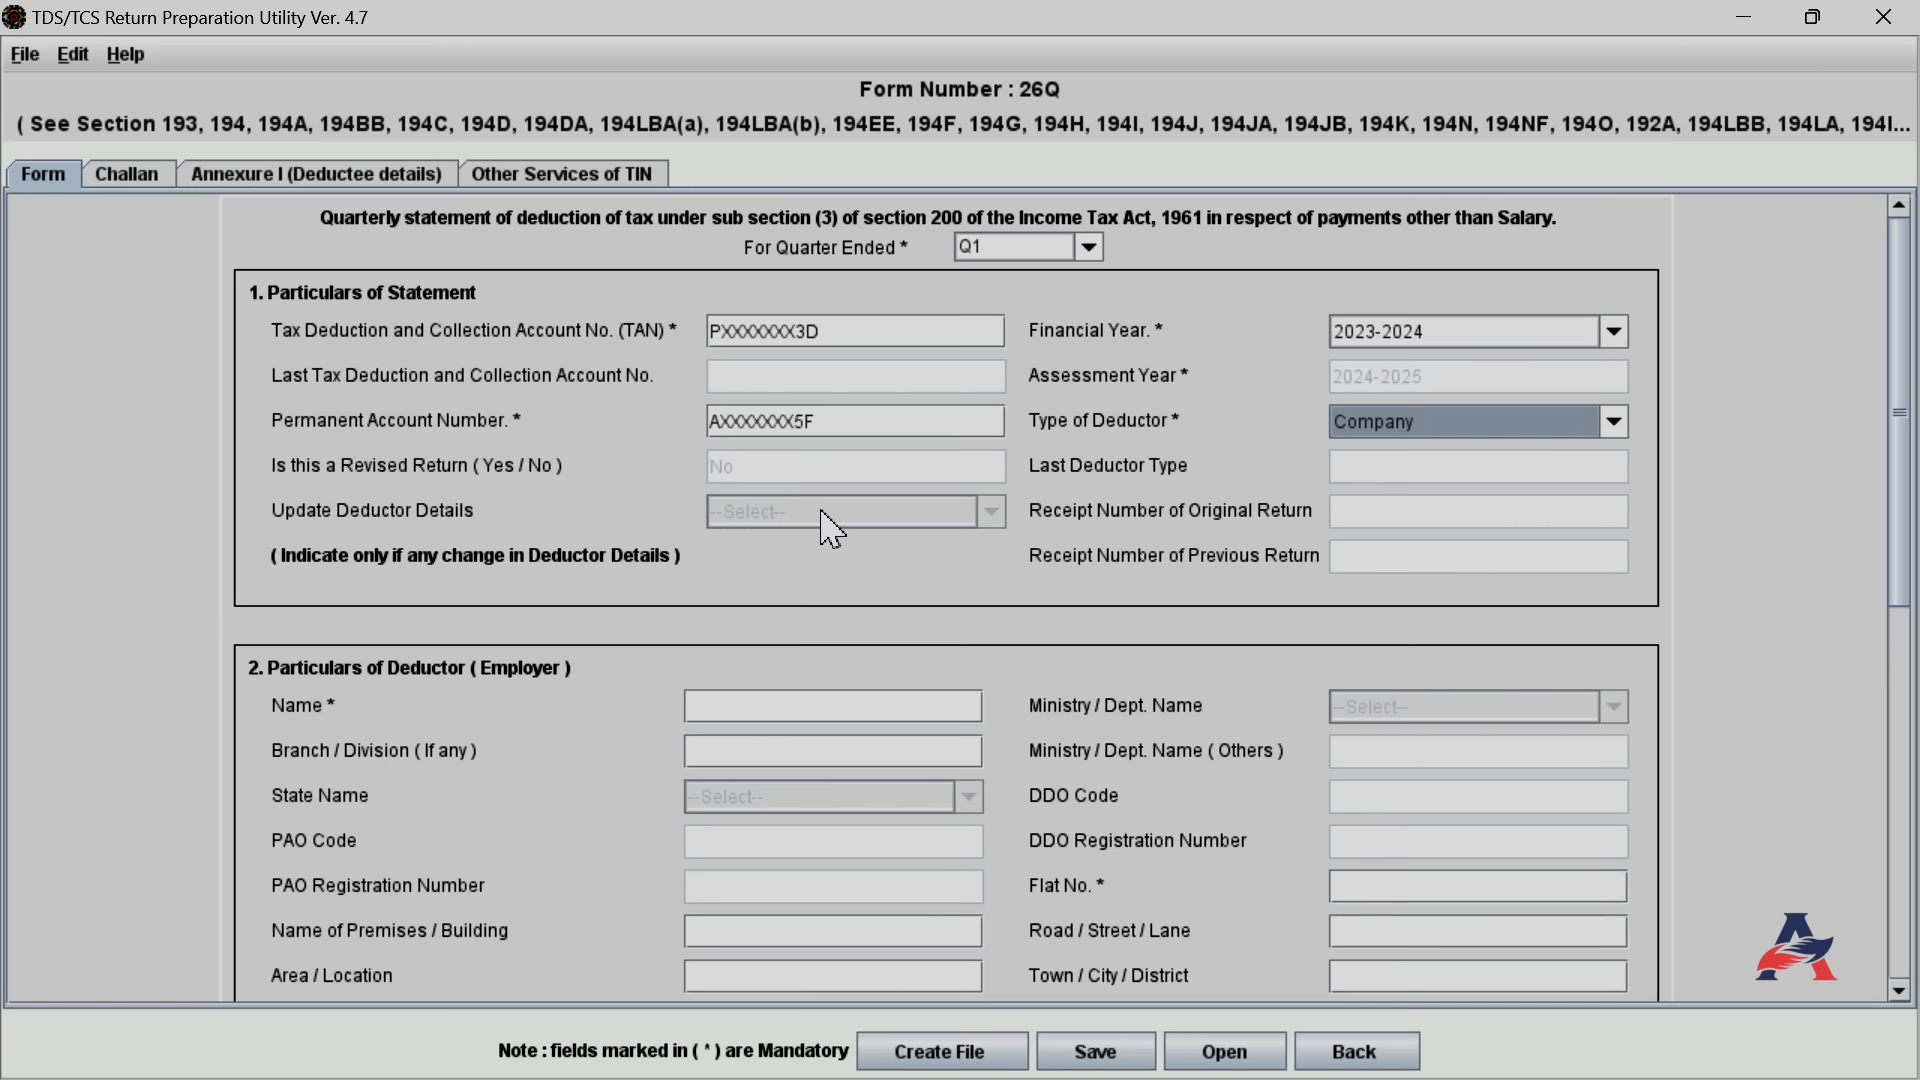 TDS/TCS Return Preparation Utility Ver. 4.7
File Edit Help
Form Number : 26Q
( See Section 193, 194, 194A, 194BB, 194C, 194D, 194DA, 194LBA(a), 194LBA(b), 194EE, 194F, 194G, 194H, 194I, 194J, 194JA, 194JB, 194K, 194N, 194NF, 194O, 192A, 194LBB, 194LA, 194I...
Form Challan Annexure I (Deductee details) Other Services of TIN
Quarterly statement of deduction of tax under sub section (3) of section 200 of the Income Tax Act, 1961 in respect of payments other than Salary.
For Quarter Ended * Q1
1. Particulars of Statement
Tax Deduction and Collection Account No. (TAN) * PXXXXXXX3D Financial Year. * 2023-2024
Last Tax Deduction and Collection Account No. Assessment Year * 2024-2025
Permanent Account Number. * AXXXXXXX5F Type of Deductor * Company
Is this a Revised Return ( Yes / No ) No Last Deductor Type
Update Deductor Details --Select-- Receipt Number of Original Return
( Indicate only if any change in Deductor Details ) Receipt Number of Previous Return
2. Particulars of Deductor ( Employer )
Name * Ministry / Dept. Name --Select--
Branch / Division ( If any ) Ministry / Dept. Name ( Others )
State Name --Select-- DDO Code
PAO Code DDO Registration Number
PAO Registration Number Flat No. *
Name of Premises / Building Road / Street / Lane
Area / Location Town / City / District
Note : fields marked in ( * ) are Mandatory Create File Save Open Back